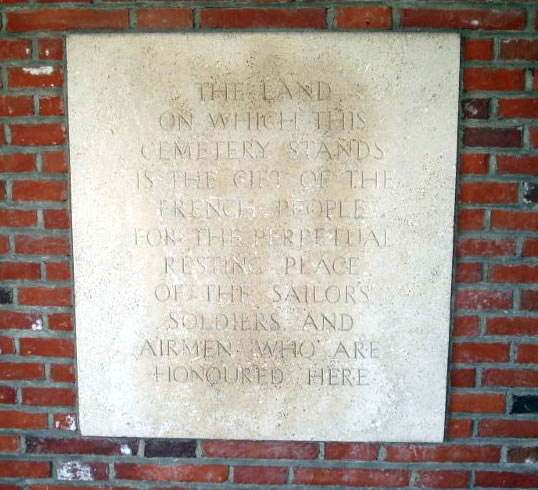 THE LAND
ON WHICH THIS
CEMETERY STANDS
IS THE GIFT OF THE
FRENCH PEOPLE
FOR THE PERPETUAL
RESTING PLACE
OF THE SAILORS
SOLDIERS AND
AIRMEN WHO ARE
HONOURED HERE